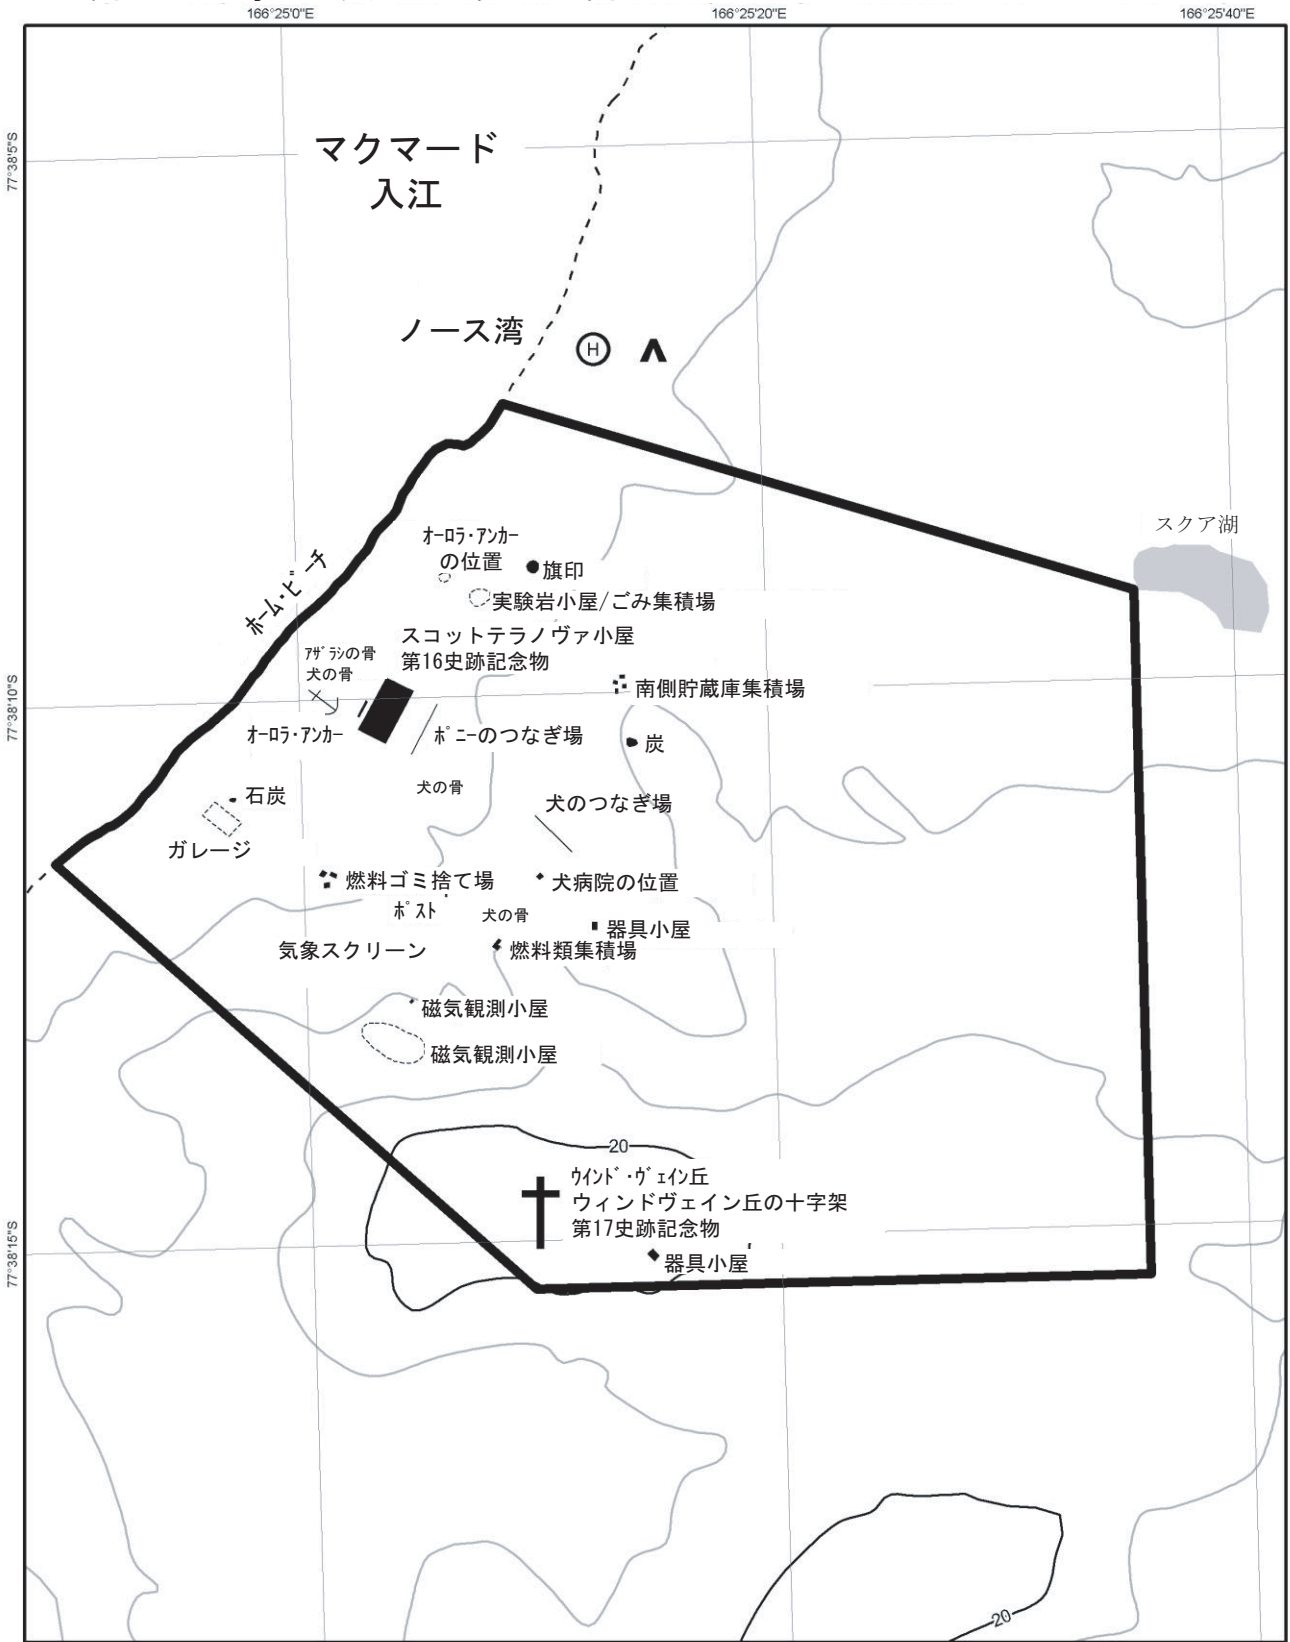 166°25'0"E
166°25'20"E
166°25'40"E
77°38'5"S
マクマード
入江
ノース湾
H
スクア湖
オーロラ・アンカー
の位置
旗印
ホーム・ビーチ
実験岩小屋/ごみ集積場
スコットテラノヴァ小屋
第16史跡記念物
アザラシの骨
犬の骨
77°38'10"S
南側貯蔵庫集積場
オーロラ・アンカー
ポニーのつなぎ場
炭
犬の骨
石炭
犬のつなぎ場
ガレージ
燃料ゴミ捨て場
犬病院の位置
ポスト
犬の骨
器具小屋
気象スクリーン
燃料類集積場
磁気観測小屋
磁気観測小屋
20
ウインド・ヴェイン丘
ウィンドヴェイン丘の十字架
第17史跡記念物
77°38'15"S
器具小屋
20